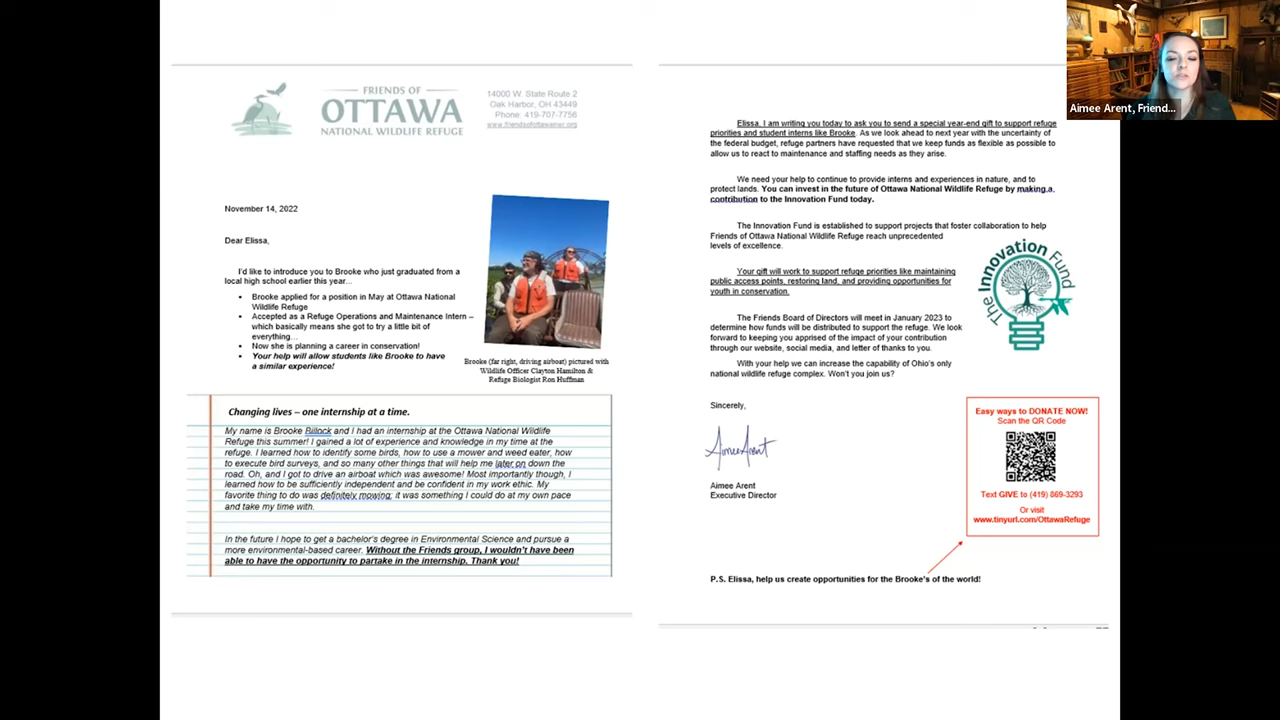 FRIENDS OF
OTTAWA
NATIONAL WILDLIFE REFUGE
14000 W. State Route 2
Oak Harbor, OH 43449
Phone: 419-707-7756
www.friendsofottawanwr.org
November 14, 2022
Dear Elissa,
I'd like to introduce you to Brooke who just graduated from a
local high school earlier this year…
• Brooke applied for a position in May at Ottawa National
Wildlife Refuge
• Accepted as a Refuge Operations and Maintenance Intern –
which basically means she got to try a little bit of
everything…
• Now she is planning a career in conservation!
• Your help will allow students like Brooke to have
a similar experience!
Brooke (far right, driving airboat) pictured with
Wildlife Officer Clayton Hamilton &
Refuge Biologist Ron Huffman
Changing lives – one internship at a time.
My name is Brooke Billock and I had an internship at the Ottawa National Wildlife
Refuge this summer! I gained a lot of experience and knowledge in my time at the
refuge. I learned how to identify some birds, how to use a mower and weed eater, how
to execute bird surveys, and so many other things that will help me later on down the
road. Oh, and I got to drive an airboat which was awesome! Most importantly though, I
learned how to be sufficiently independent and be confident in my work ethic. My
favorite thing to do was definitely mowing; it was something I could do at my own pace
and take my time with.
In the future I hope to get a bachelor's degree in Environmental Science and pursue a
more environmental-based career. Without the Friends group, I wouldn't have been
able to have the opportunity to partake in the internship. Thank you!
Elissa, I am writing you today to ask you to send a special year-end gift to support refuge
priorities and student interns like Brooke. As we look ahead to next year with the uncertainty of
the federal budget, refuge partners have requested that we keep funds as flexible as possible to
allow us to react to maintenance and staffing needs as they arise.
We need your help to continue to provide interns and experiences in nature, and to
protect lands. You can invest in the future of Ottawa National Wildlife Refuge by making a
contribution to the Innovation Fund today.
The Innovation Fund is established to support projects that foster collaboration to help
Friends of Ottawa National Wildlife Refuge reach unprecedented
levels of excellence.
Your gift will work to support refuge priorities like maintaining
public access points, restoring land, and providing opportunities for
youth in conservation.
The Innovation Fund
The Friends Board of Directors will meet in January 2023 to
determine how funds will be distributed to support the refuge. We look
forward to keeping you apprised of the impact of your contribution
through our website, social media, and letter of thanks to you.
With your help we can increase the capability of Ohio's only
national wildlife refuge complex. Won't you join us?
Sincerely,
Aimee Arent
Aimee Arent
Executive Director
Easy ways to DONATE NOW!
Scan the QR Code
Text GIVE to (419) 869-3293
Or visit
www.tinyurl.com/OttawaRefuge
P.S. Elissa, help us create opportunities for the Brooke's of the world!
Aimee Arent, Friend...